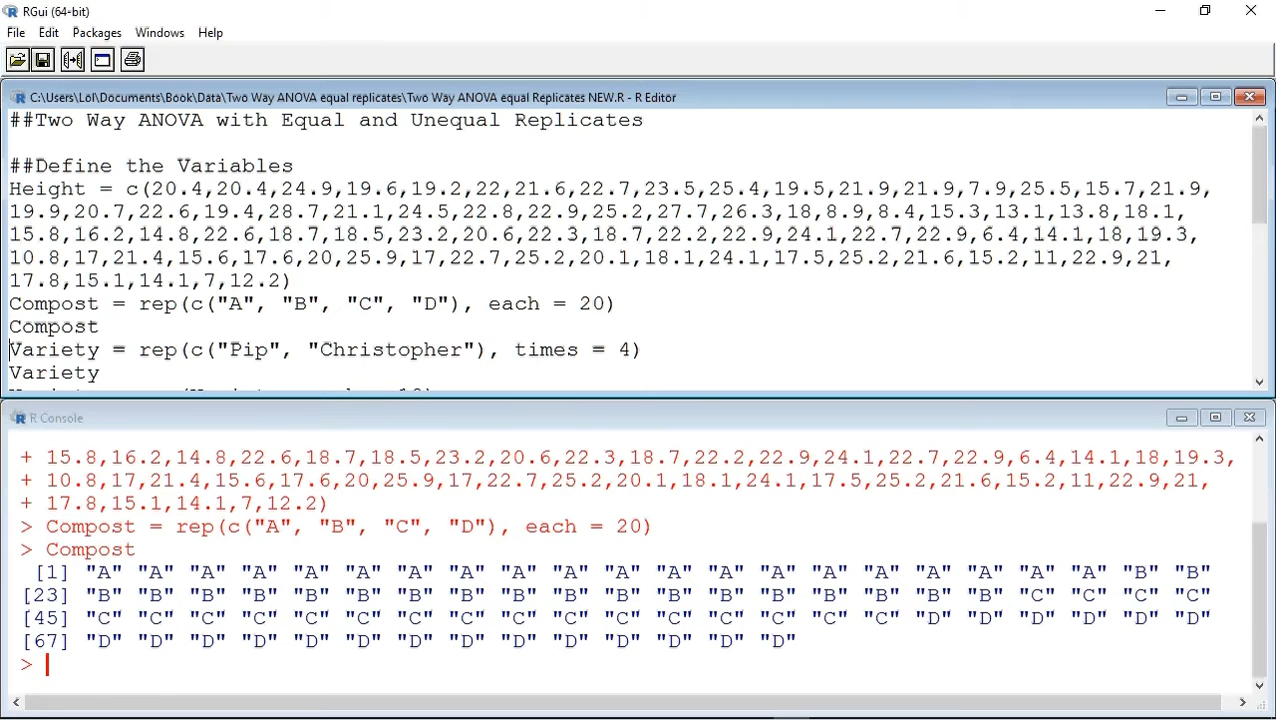 RGui (64-bit)
File Edit Packages Windows Help
C:\Users\Lol\Documents\Book\Data\Two Way ANOVA equal replicates\Two Way ANOVA equal Replicates NEW.R - R Editor
##Two Way ANOVA with Equal and Unequal Replicates
##Define the Variables
Height = c(20.4,20.4,24.9,19.6,19.2,22,21.6,22.7,23.5,25.4,19.5,21.9,21.9,7.9,25.5,15.7,21.9,
19.9,20.7,22.6,19.4,28.7,21.1,24.5,22.8,22.9,25.2,27.7,26.3,18,8.9,8.4,15.3,13.1,13.8,18.1,
15.8,16.2,14.8,22.6,18.7,18.5,23.2,20.6,22.3,18.7,22.2,22.9,24.1,22.7,22.9,6.4,14.1,18,19.3,
10.8,17,21.4,15.6,17.6,20,25.9,17,22.7,25.2,20.1,18.1,24.1,17.5,25.2,21.6,15.2,11,22.9,21,
17.8,15.1,14.1,7,12.2)
Compost = rep(c("A", "B", "C", "D"), each = 20)
Compost
Variety = rep(c("Pip", "Christopher"), times = 4)
Variety
R Console
+ 15.8,16.2,14.8,22.6,18.7,18.5,23.2,20.6,22.3,18.7,22.2,22.9,24.1,22.7,22.9,6.4,14.1,18,19.3,
+ 10.8,17,21.4,15.6,17.6,20,25.9,17,22.7,25.2,20.1,18.1,24.1,17.5,25.2,21.6,15.2,11,22.9,21,
+ 17.8,15.1,14.1,7,12.2)
> Compost = rep(c("A", "B", "C", "D"), each = 20)
> Compost
[1] "A" "A" "A" "A" "A" "A" "A" "A" "A" "A" "A" "A" "A" "A" "A" "A" "A" "A" "A" "A" "B" "B"
[23] "B" "B" "B" "B" "B" "B" "B" "B" "B" "B" "B" "B" "B" "B" "B" "B" "B" "B" "C" "C" "C" "C"
[45] "C" "C" "C" "C" "C" "C" "C" "C" "C" "C" "C" "C" "C" "C" "C" "C" "D" "D" "D" "D" "D" "D"
[67] "D" "D" "D" "D" "D" "D" "D" "D" "D" "D" "D" "D" "D" "D"
>